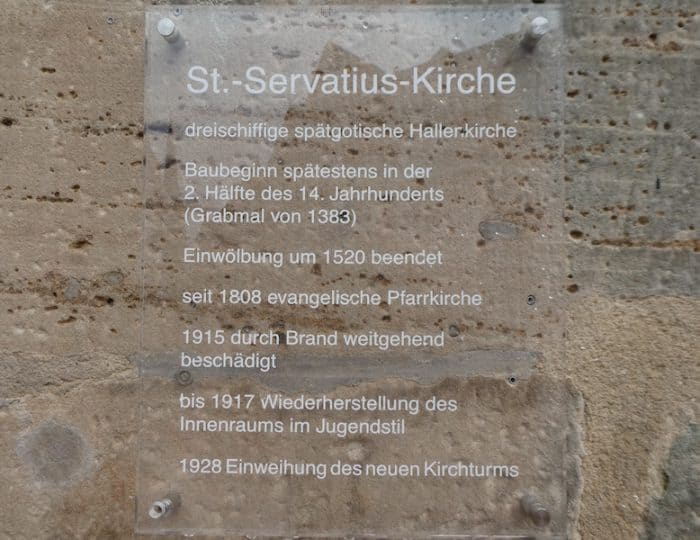 St.-Servatius-Kirche
dreischiffige spätgotische Hallenkirche
Baubeginn spätestens in der
2. Hälfte des 14. Jahrhunderts
(Grabmal von 1383)
Einwölbung um 1520 beendet
seit 1808 evangelische Pfarrkirche
1915 durch Brand weitgehend
beschädigt
bis 1917 Wiederherstellung des
Innenraums im Jugendstil
1928 Einweihung des neuen Kirchturms